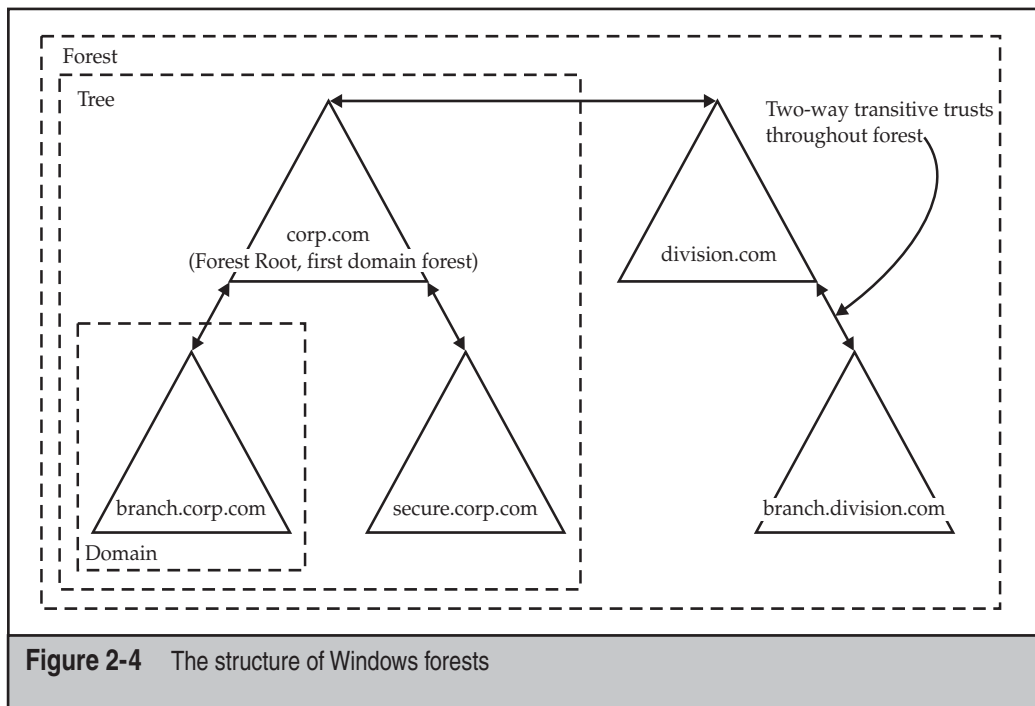 Forest
Tree
Two-way transitive trusts
throughout forest
corp.com
(Forest Root, first domain forest)
division.com
branch.corp.com
secure.corp.com
branch.division.com
Domain
Figure 2-4 The structure of Windows forests